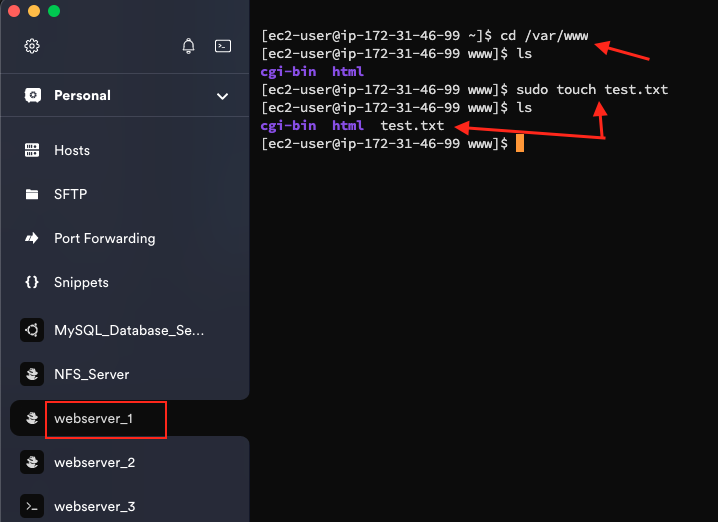 Personal
Hosts
SFTP
Port Forwarding
Snippets
MySQL_Database_Se...
NFS_Server
webserver_1
webserver_2
webserver_3
[ec2-user@ip-172-31-46-99 ~]$ cd /var/www
[ec2-user@ip-172-31-46-99 www]$ ls
cgi-bin  html
[ec2-user@ip-172-31-46-99 www]$ sudo touch test.txt
[ec2-user@ip-172-31-46-99 www]$ ls
cgi-bin  html  test.txt
[ec2-user@ip-172-31-46-99 www]$